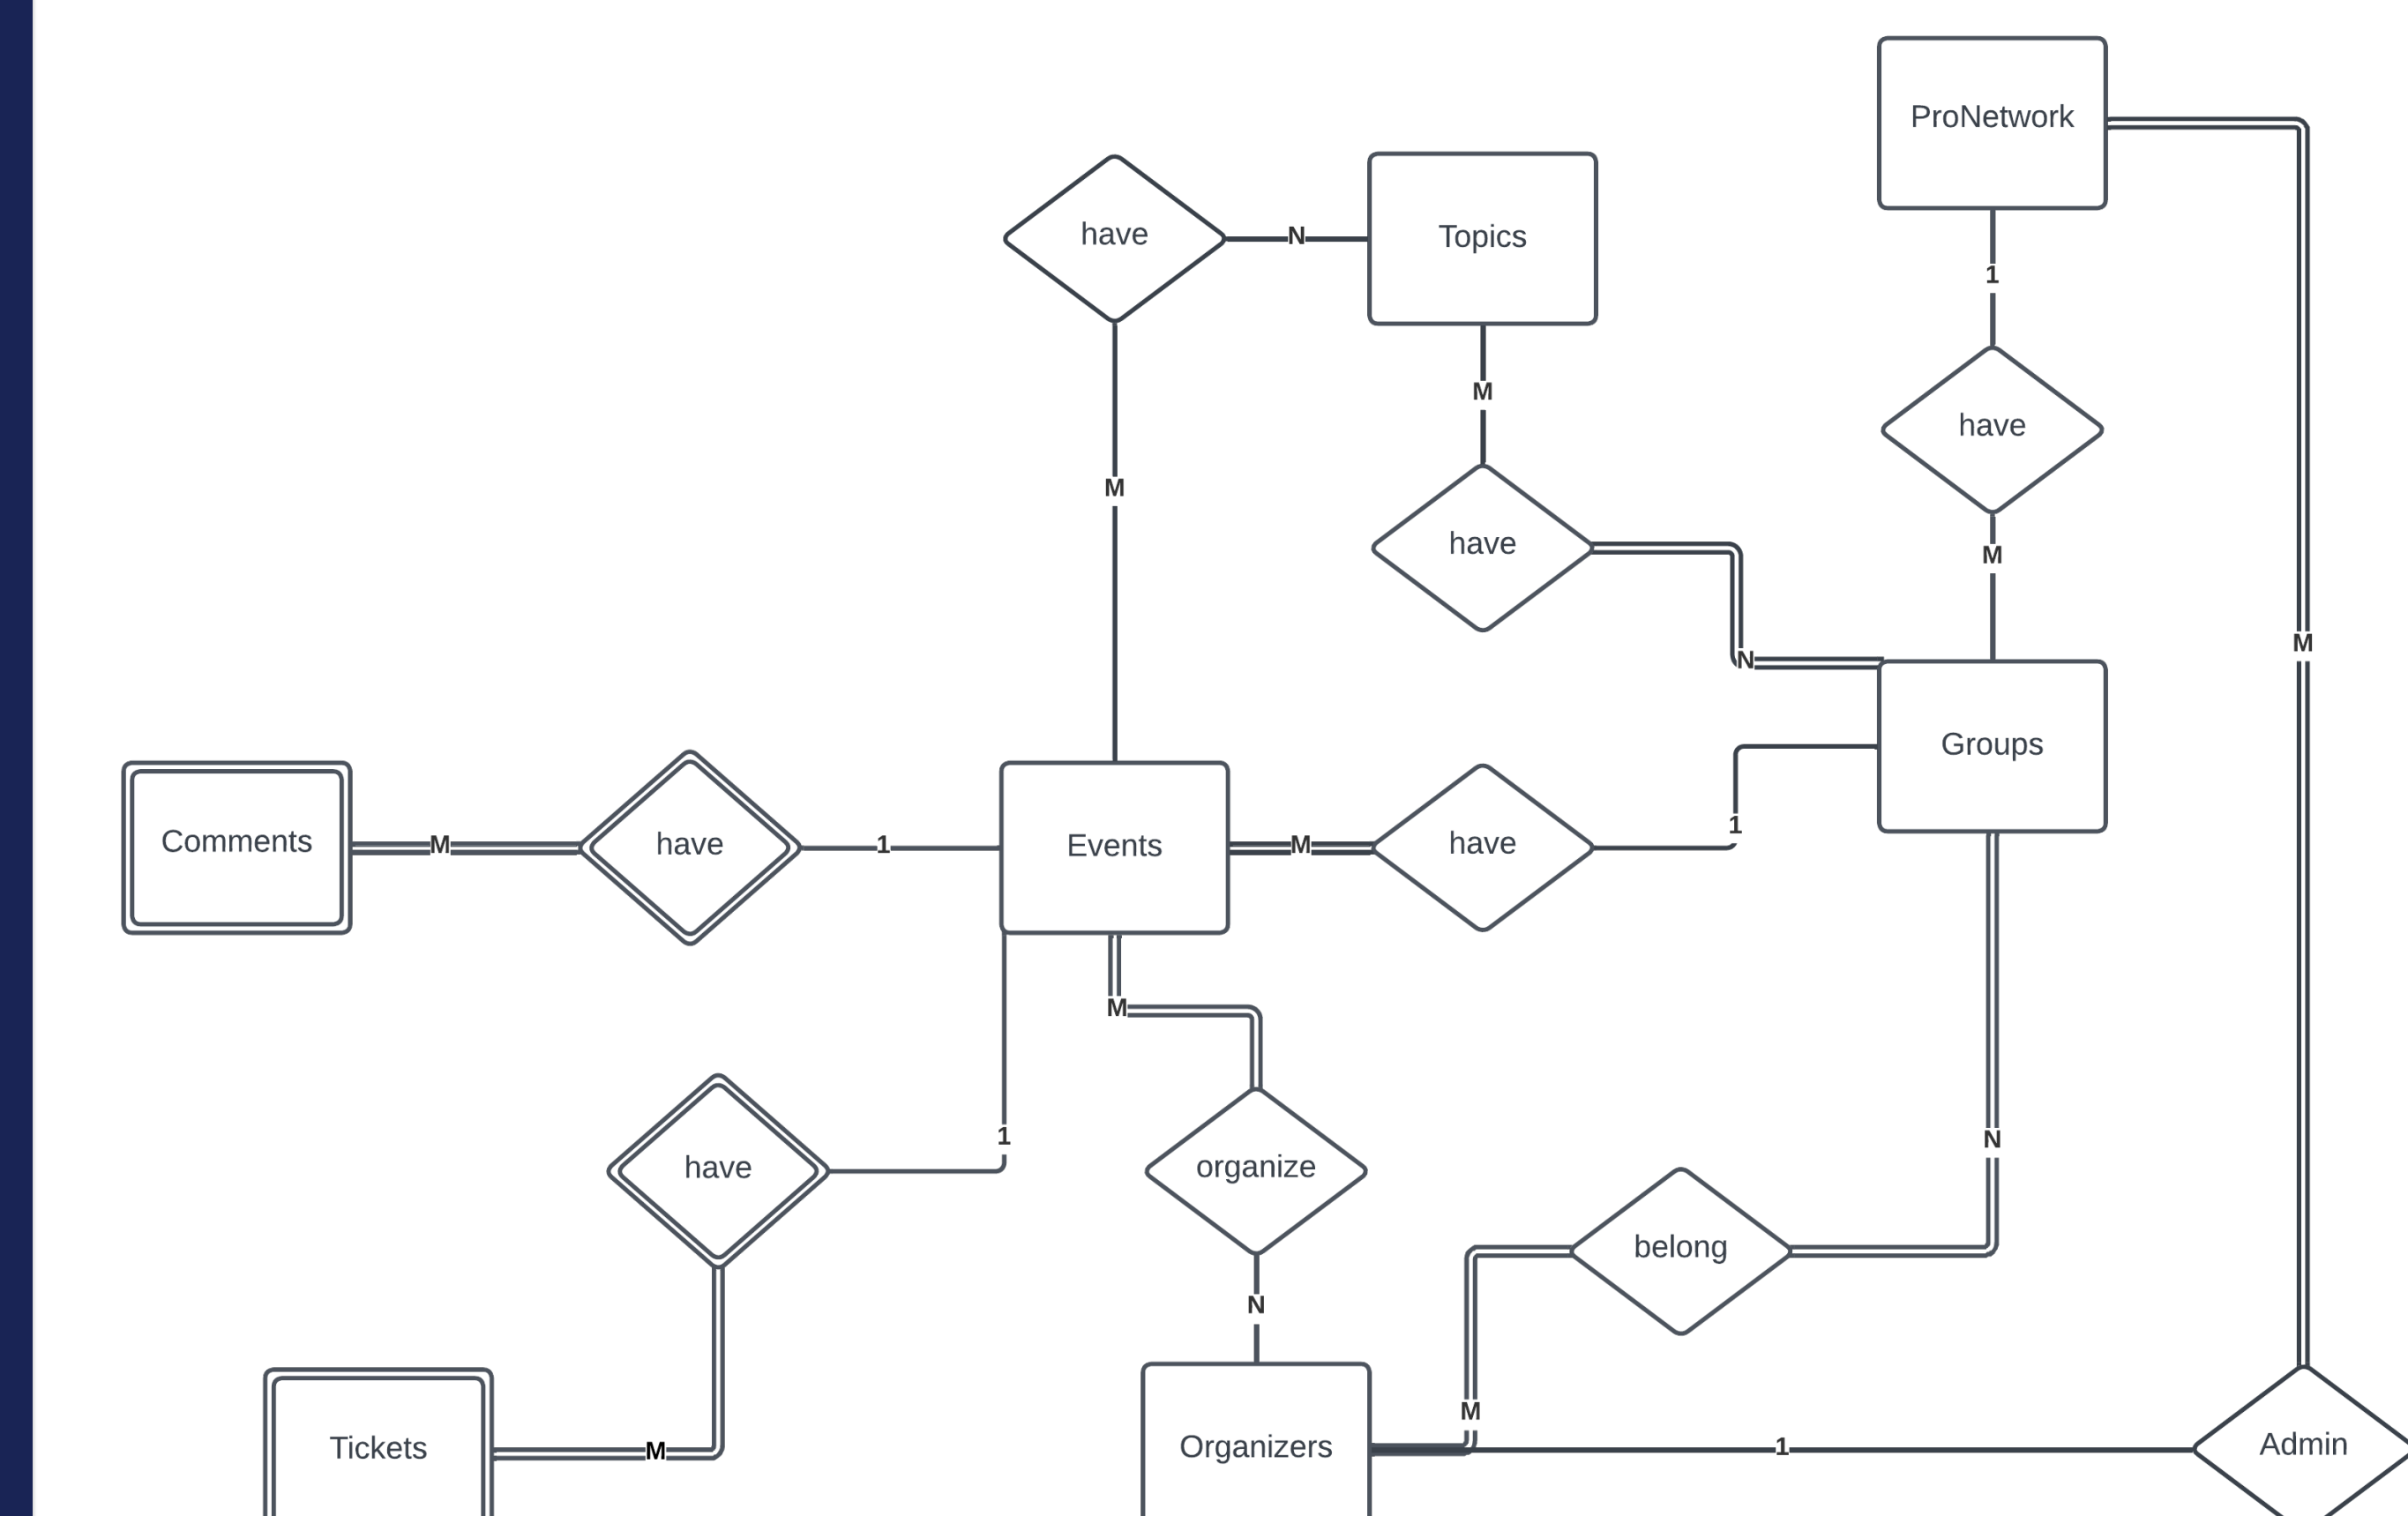 ProNetwork
have
N
Topics
1
M
have
M
have
M
N
M
Groups
Comments
M
have
1
Events
M
have
1
M
1
have
organize
N
belong
N
M
Tickets
M
Organizers
1
Admin